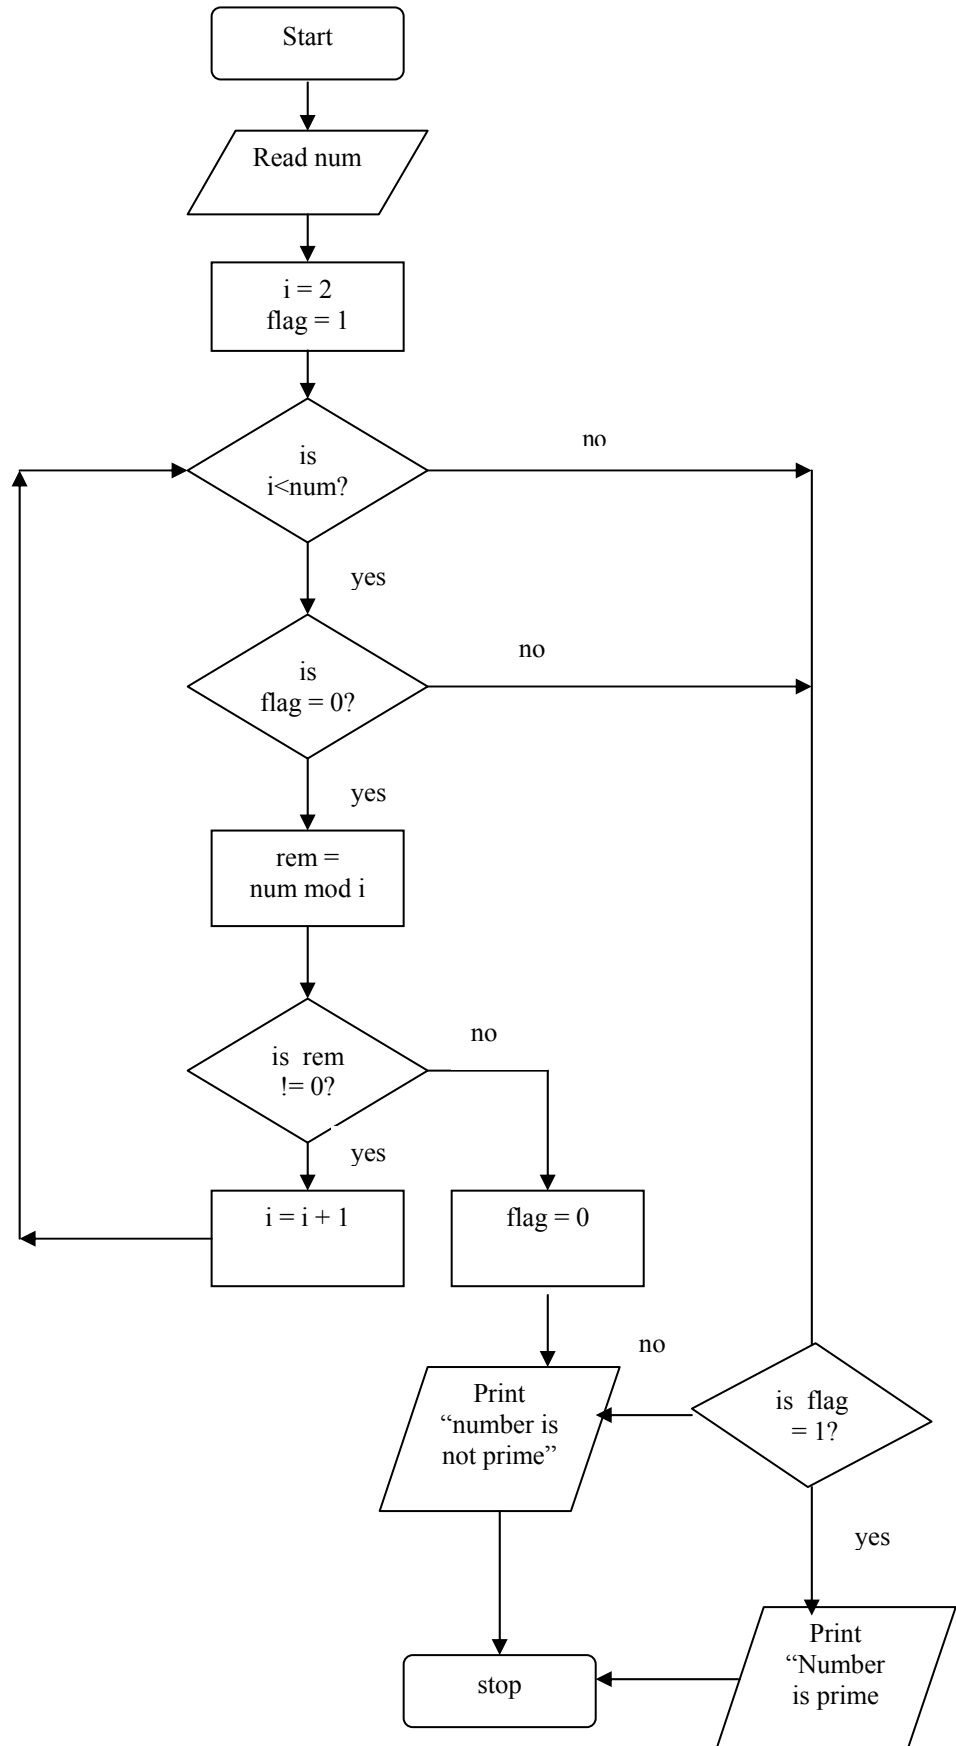 Start
Read num
i = 2
flag = 1
is
i<num?
no
yes
is
flag = 0?
no
yes
rem =
num mod i
is rem
!= 0?
no
yes
i = i + 1
flag = 0
no
Print
“number is
not prime”
is flag
= 1?
yes
Print
“Number
is prime
stop